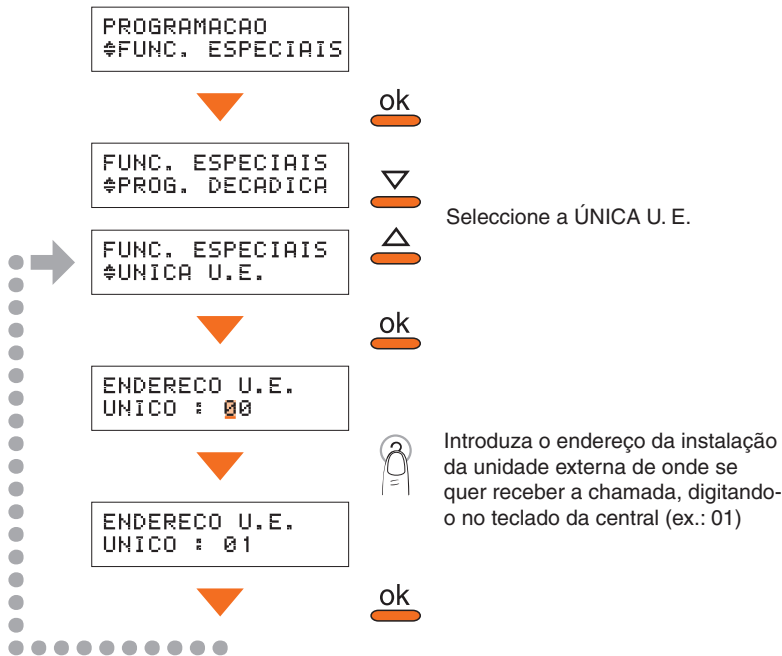 PROGRAMACAO
FUNC. ESPECIAIS
ok
FUNC. ESPECIAIS
PROG. DECADICA
Seleccione a ÚNICA U. E.
FUNC. ESPECIAIS
UNICA U.E.
ok
ENDERECO U.E.
UNICO : 00
Introduza o endereço da instalação
da unidade externa de onde se
quer receber a chamada, digitando-
o no teclado da central (ex.: 01)
ENDERECO U.E.
UNICO : 01
ok